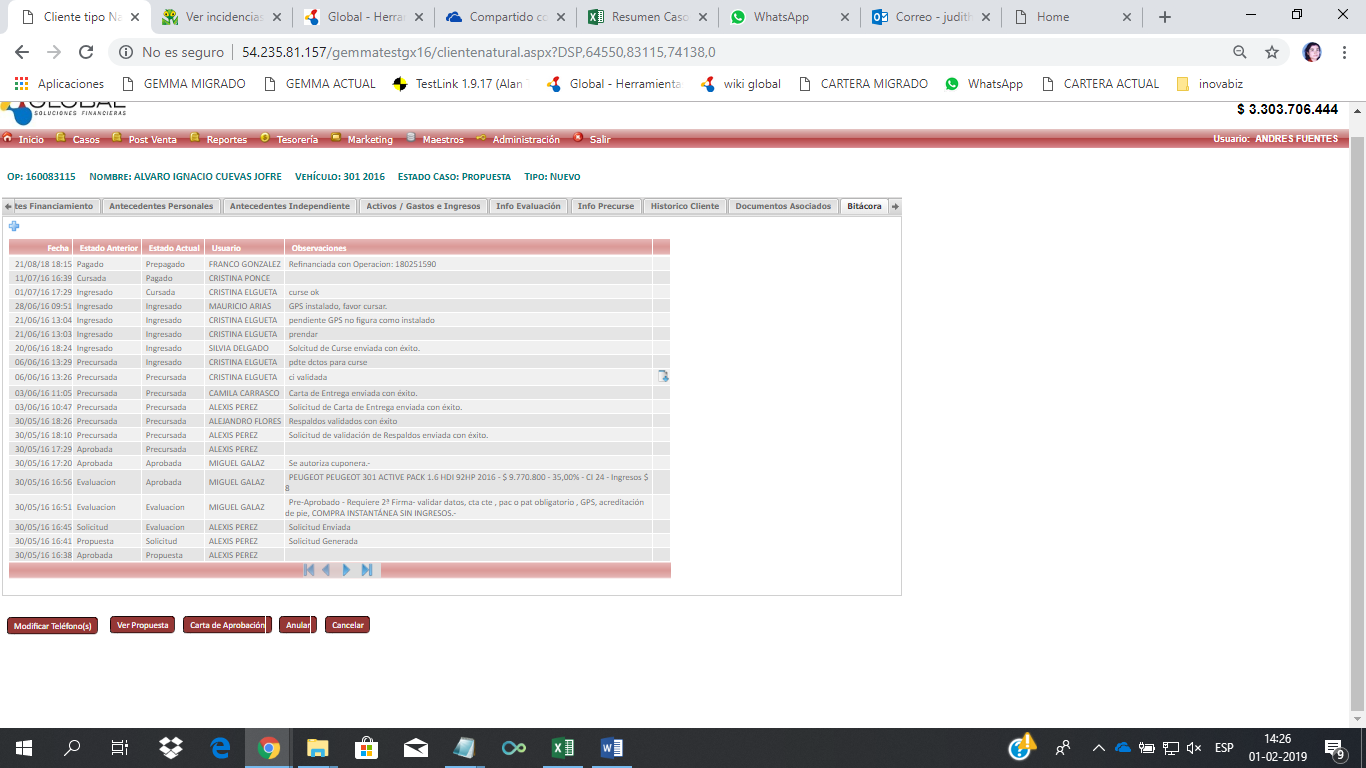 Cliente tipo Na
Ver incidencias
Global - Herra
Compartido co
Resumen Caso
WhatsApp
Correo - judith
Home
No es seguro | 54.235.81.157/gemmatestgx16/clientenatural.aspx?DSP,64550,83115,74138,0
Aplicaciones
GEMMA MIGRADO
GEMMA ACTUAL
TestLink 1.9.17 (Alan
Global - Herramienta
wiki global
CARTERA MIGRADO
WhatsApp
CARTERA ACTUAL
inovabiz
GLOBAL
SOLUCIONES FINANCIERAS
$ 3.303.706.444
Inicio Casos Post Venta Reportes Tesorería Marketing Maestros Administración Salir Usuario: ANDRES FUENTES
OP: 160083115 NOMBRE: ALVARO IGNACIO CUEVAS JOFRE VEHÍCULO: 301 2016 ESTADO CASO: PROPUESTA TIPO: NUEVO
tes Financiamiento Antecedentes Personales Antecedentes Independiente Activos / Gastos e Ingresos Info Evaluación Info Precurse Historico Cliente Documentos Asociados Bitácora
Fecha Estado Anterior Estado Actual Usuario Observaciones
21/08/18 18:15 Pagado Prepagado FRANCO GONZALEZ Refinanciada con Operacion: 180251590
11/07/16 16:39 Cursada Pagado CRISTINA PONCE
01/07/16 17:29 Ingresado Cursada CRISTINA ELGUETA curse ok
28/06/16 09:51 Ingresado Ingresado MAURICIO ARIAS GPS instalado, favor cursar.
21/06/16 13:04 Ingresado Ingresado CRISTINA ELGUETA pendiente GPS no figura como instalado
21/06/16 13:03 Ingresado Ingresado CRISTINA ELGUETA prendar
20/06/16 18:24 Ingresado Ingresado SILVIA DELGADO Solcitud de Curse enviada con éxito.
06/06/16 13:29 Precursada Ingresado CRISTINA ELGUETA pdte dctos para curse
06/06/16 13:26 Precursada Precursada CRISTINA ELGUETA ci validada
03/06/16 11:05 Precursada Precursada CAMILA CARRASCO Carta de Entrega enviada con éxito.
03/06/16 10:47 Precursada Precursada ALEXIS PEREZ Solicitud de Carta de Entrega enviada con éxito.
30/05/16 18:26 Precursada Precursada ALEJANDRO FLORES Respaldos validados con éxito
30/05/16 18:10 Precursada Precursada ALEXIS PEREZ Solicitud de validación de Respaldos enviada con éxito.
30/05/16 17:29 Aprobada Precursada ALEXIS PEREZ
30/05/16 17:20 Aprobada Aprobada MIGUEL GALAZ Se autoriza cuponera.-
30/05/16 16:56 Evaluacion Aprobada MIGUEL GALAZ PEUGEOT PEUGEOT 301 ACTIVE PACK 1.6 HDI 92HP 2016 - $ 9.770.800 - 35,00% - CI 24 - Ingresos $
8
30/05/16 16:51 Evaluacion Evaluacion MIGUEL GALAZ Pre-Aprobado - Requiere 2ª Firma- validar datos, cta cte , pac o pat obligatorio , GPS, acreditación
de pie, COMPRA INSTANTÁNEA SIN INGRESOS.-
30/05/16 16:45 Solicitud Evaluacion ALEXIS PEREZ Solicitud Enviada
30/05/16 16:41 Propuesta Solicitud ALEXIS PEREZ Solicitud Generada
30/05/16 16:38 Aprobada Propuesta ALEXIS PEREZ
Modificar Teléfono(s) Ver Propuesta Carta de Aprobación Anular Cancelar
ESP
14:26
01-02-2019
9